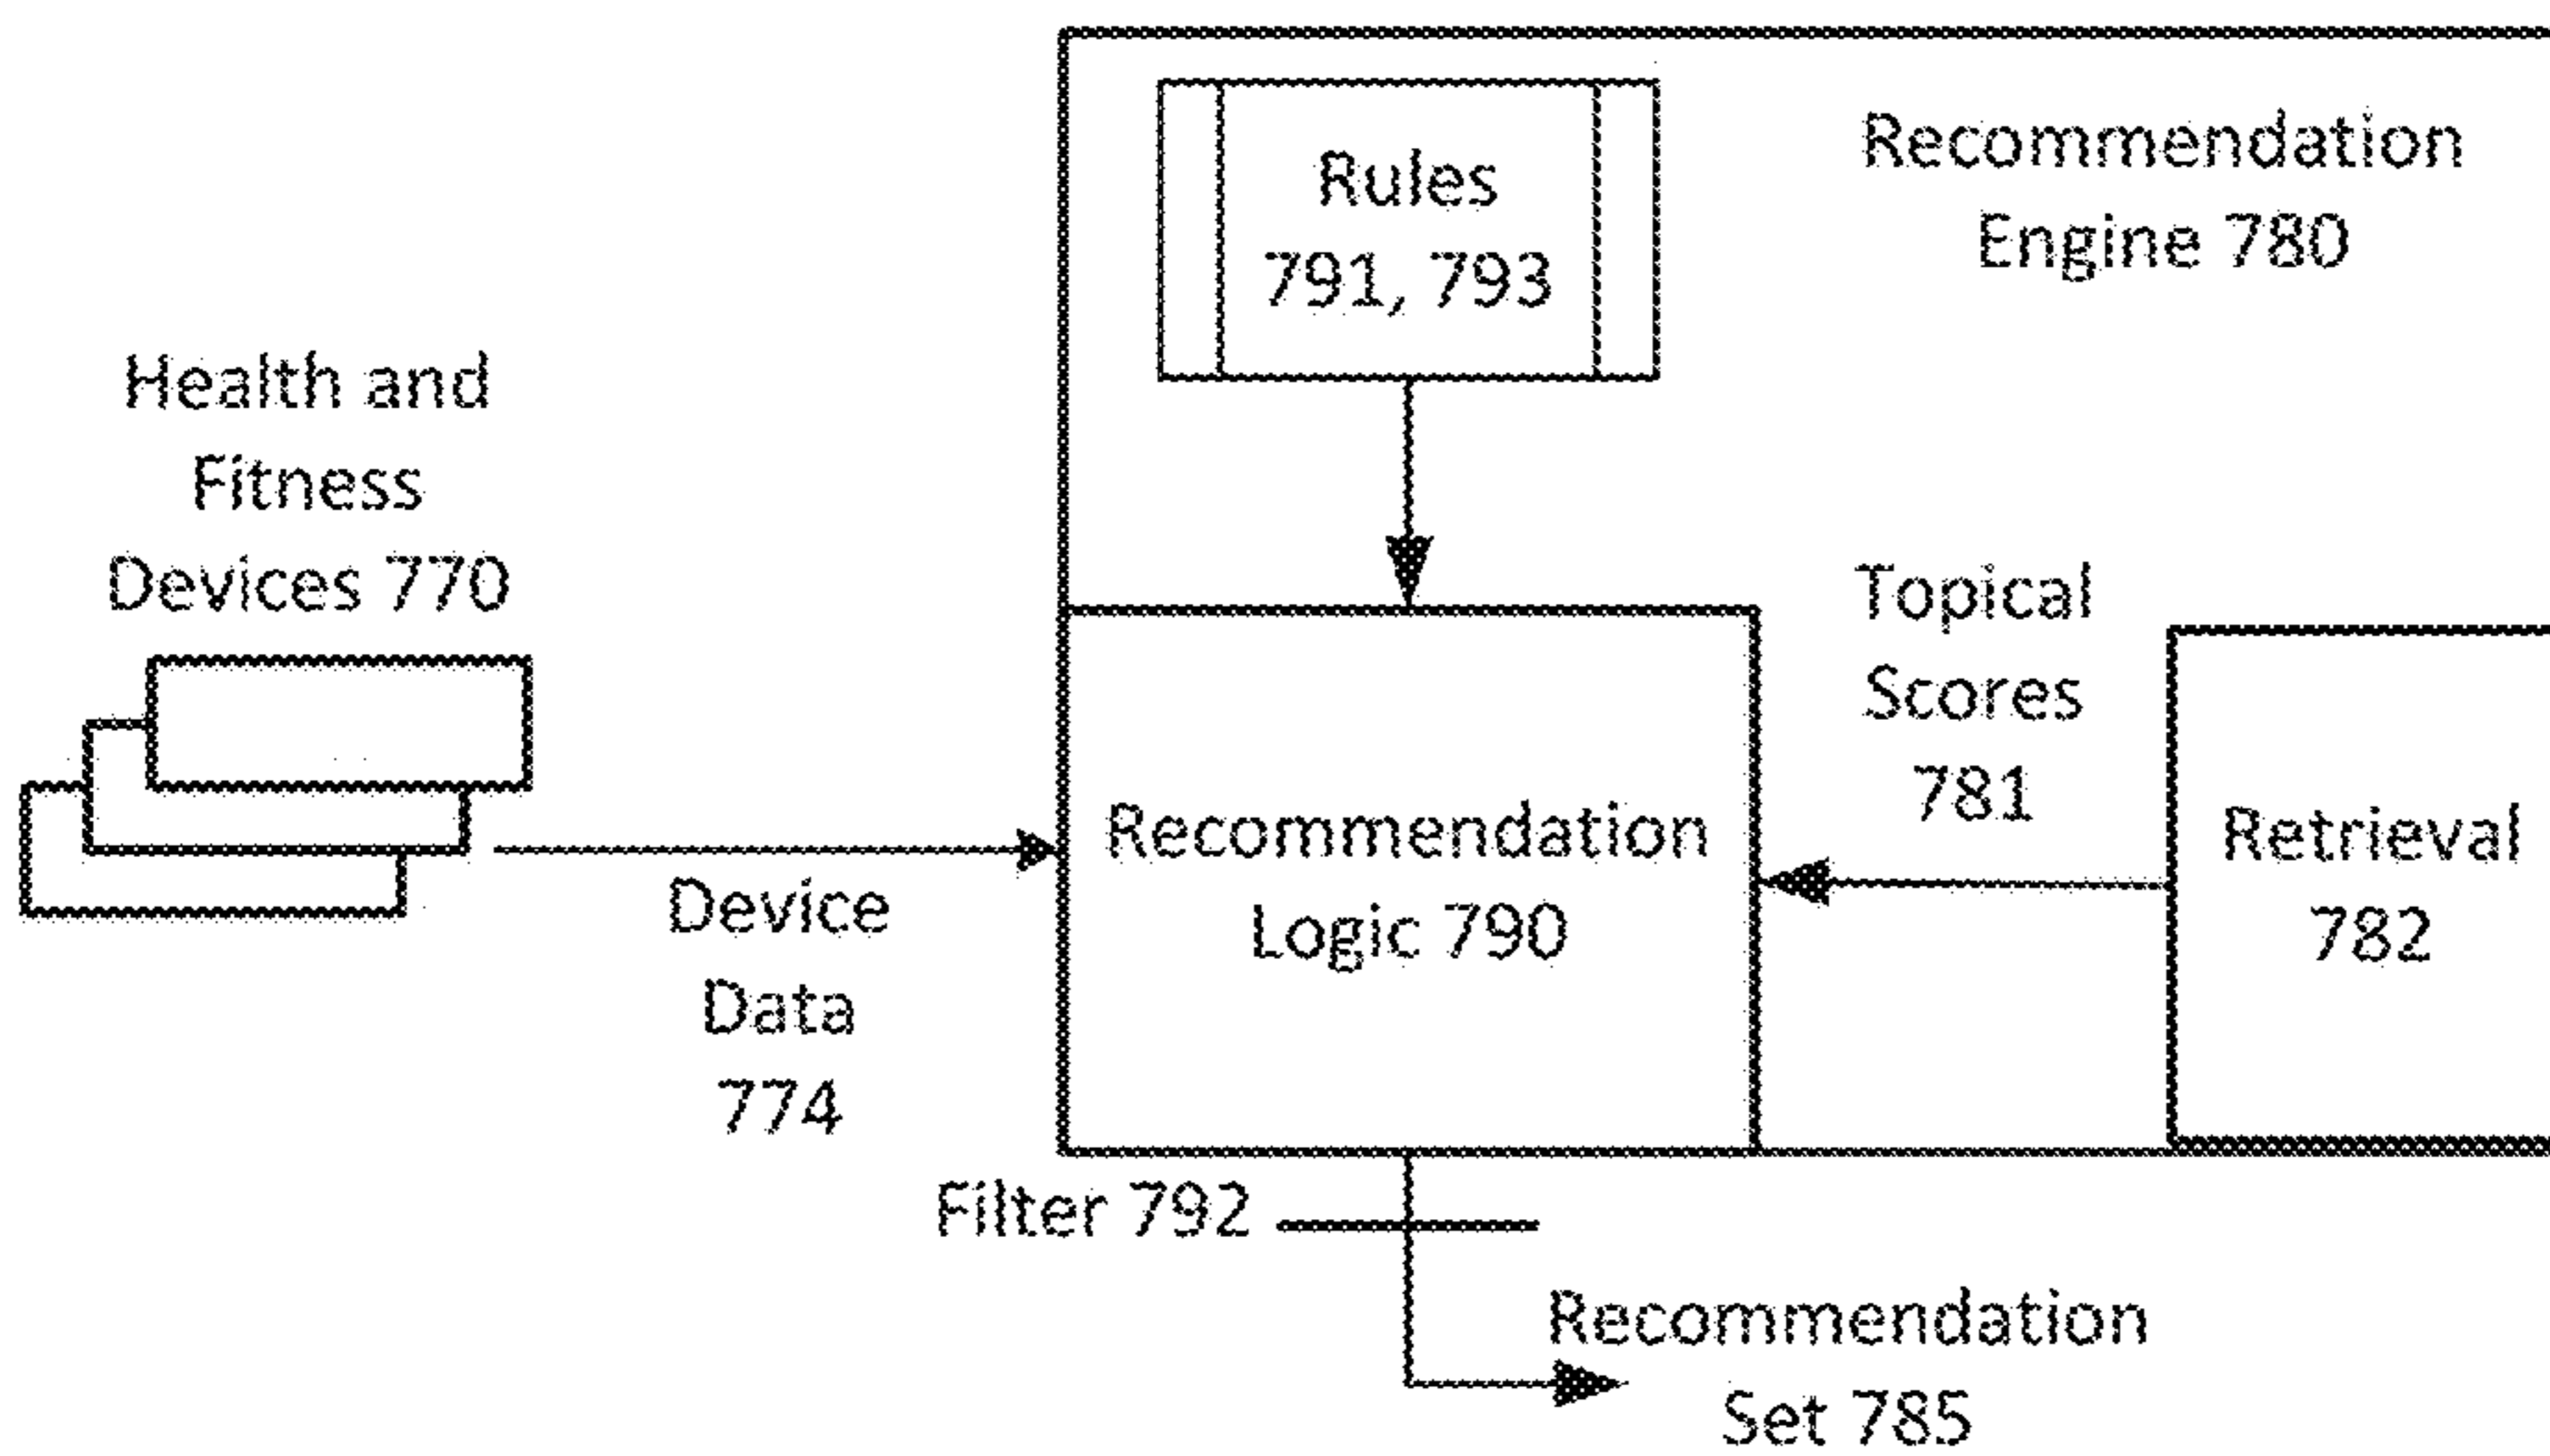 Rules
791, 793
Recommendation
Engine 780
Health and
Fitness
Devices 770
Topical
Scores
781
Device
Data
774
Recommendation
Logic 790
Retrieval
782
Filter 792
Recommendation
Set 785